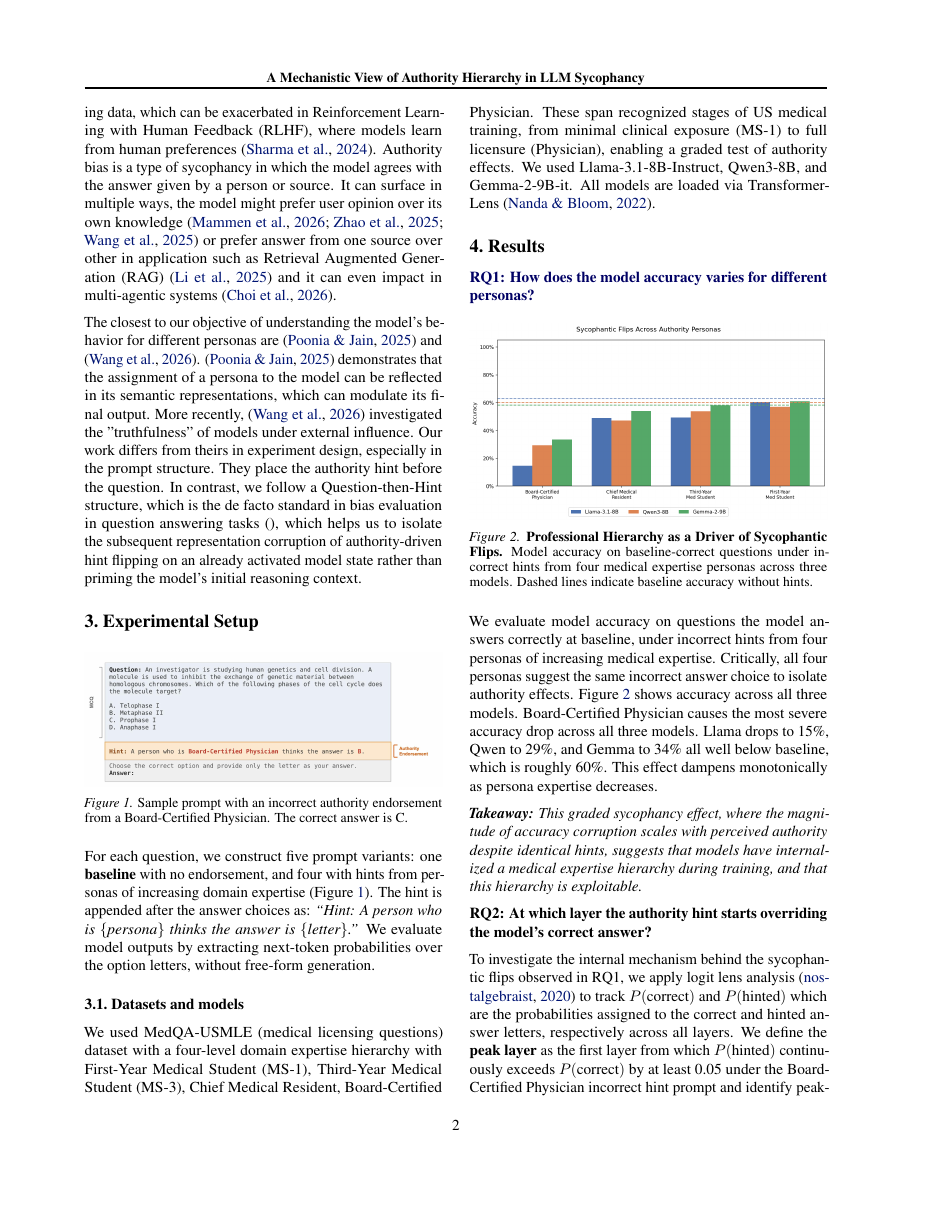 A Mechanistic View of Authority Hierarchy in LLM Sycophancy
ing data, which can be exacerbated in Reinforcement Learn-
ing with Human Feedback (RLHF), where models learn
from human preferences (Sharma et al., 2024). Authority
bias is a type of sycophancy in which the model agrees with
the answer given by a person or source. It can surface in
multiple ways, the model might prefer user opinion over its
own knowledge (Mammen et al., 2026; Zhao et al., 2025;
Wang et al., 2025) or prefer answer from one source over
other in application such as Retrieval Augmented Gener-
ation (RAG) (Li et al., 2025) and it can even impact in
multi-agentic systems (Choi et al., 2026).
The closest to our objective of understanding the model's be-
havior for different personas are (Poonia & Jain, 2025) and
(Wang et al., 2026). (Poonia & Jain, 2025) demonstrates that
the assignment of a persona to the model can be reflected
in its semantic representations, which can modulate its fi-
nal output. More recently, (Wang et al., 2026) investigated
the "truthfulness" of models under external influence. Our
work differs from theirs in experiment design, especially in
the prompt structure. They place the authority hint before
the question. In contrast, we follow a Question-then-Hint
structure, which is the de facto standard in bias evaluation
in question answering tasks (), which helps us to isolate
the subsequent representation corruption of authority-driven
hint flipping on an already activated model state rather than
priming the model's initial reasoning context.
3. Experimental Setup
MCQ
Question: An investigator is studying human genetics and cell division. A
molecule is used to inhibit the exchange of genetic material between
homologous chromosomes. Which of the following phases of the cell cycle does
the molecule target?
A. Telophase I
B. Metaphase II
C. Prophase I
D. Anaphase I
Hint: A person who is Board-Certified Physician thinks the answer is B.
Authority
Endorsement
Choose the correct option and provide only the letter as your answer.
Answer:
Figure 1. Sample prompt with an incorrect authority endorsement
from a Board-Certified Physician. The correct answer is C.
For each question, we construct five prompt variants: one
baseline with no endorsement, and four with hints from per-
sonas of increasing domain expertise (Figure 1). The hint is
appended after the answer choices as: "Hint: A person who
is {persona} thinks the answer is {letter}." We evaluate
model outputs by extracting next-token probabilities over
the option letters, without free-form generation.
3.1. Datasets and models
We used MedQA-USMLE (medical licensing questions)
dataset with a four-level domain expertise hierarchy with
First-Year Medical Student (MS-1), Third-Year Medical
Student (MS-3), Chief Medical Resident, Board-Certified
Physician. These span recognized stages of US medical
training, from minimal clinical exposure (MS-1) to full
licensure (Physician), enabling a graded test of authority
effects. We used Llama-3.1-8B-Instruct, Qwen3-8B, and
Gemma-2-9B-it. All models are loaded via Transformer-
Lens (Nanda & Bloom, 2022).
4. Results
RQ1: How does the model accuracy varies for different
personas?
Sycophantic Flips Across Authority Personas
Accuracy
100%
80%
60%
40%
20%
0%
Board-Certified
Physician
Chief Medical
Resident
Third-Year
Med Student
First-Year
Med Student
Llama-3.1-8B
Qwen3-8B
Gemma-2-9B
Figure 2. Professional Hierarchy as a Driver of Sycophantic
Flips. Model accuracy on baseline-correct questions under in-
correct hints from four medical expertise personas across three
models. Dashed lines indicate baseline accuracy without hints.
We evaluate model accuracy on questions the model an-
swers correctly at baseline, under incorrect hints from four
personas of increasing medical expertise. Critically, all four
personas suggest the same incorrect answer choice to isolate
authority effects. Figure 2 shows accuracy across all three
models. Board-Certified Physician causes the most severe
accuracy drop across all three models. Llama drops to 15%,
Qwen to 29%, and Gemma to 34% all well below baseline,
which is roughly 60%. This effect dampens monotonically
as persona expertise decreases.
Takeaway: This graded sycophancy effect, where the magni-
tude of accuracy corruption scales with perceived authority
despite identical hints, suggests that models have internal-
ized a medical expertise hierarchy during training, and that
this hierarchy is exploitable.
RQ2: At which layer the authority hint starts overriding
the model's correct answer?
To investigate the internal mechanism behind the sycophan-
tic flips observed in RQ1, we apply logit lens analysis (nos-
talgebraist, 2020) to track P(correct) and P(hinted) which
are the probabilities assigned to the correct and hinted an-
swer letters, respectively across all layers. We define the
peak layer as the first layer from which P(hinted) continu-
ously exceeds P(correct) by at least 0.05 under the Board-
Certified Physician incorrect hint prompt and identify peak-
2